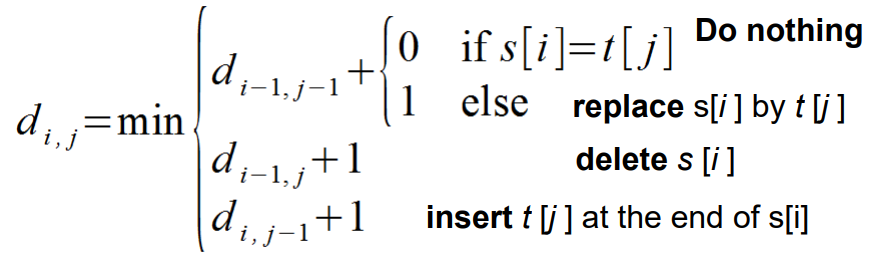 d_{i-1,j-1}+ { 0 if s[i]=t[j] Do nothing
1 else replace s[i] by t[j]
d_{i,j}=min {
d_{i-1,j}+1 delete s [i]
d_{i,j-1}+1 insert t [j] at the end of s[i]